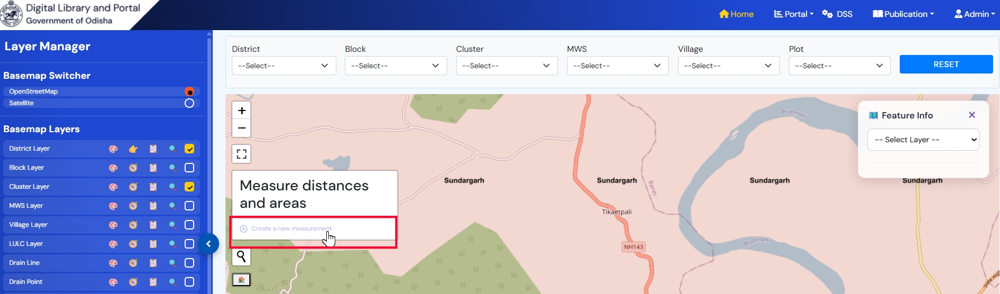 Digital Library and Portal
Government of Odisha
Home
Portal
DSS
Publication
Admin
Layer Manager
Basemap Switcher
OpenStreetMap
Satellite
Basemap Layers
District Layer
Block Layer
Cluster Layer
MWS Layer
Village Layer
LULC Layer
Drain Line
Drain Point
District
Block
Cluster
MWS
Village
Plot
--Select--
--Select--
--Select--
--Select--
--Select--
--Select--
RESET
+
−
Measure distances
and areas
Create a new measurement
Feature Info
-- Select Layer --
Brahmani
Sundargarh
Sundargarh
Sundargarh
Sundargarh
Banei
Tikaetpali
NH143
Brahmani
State High